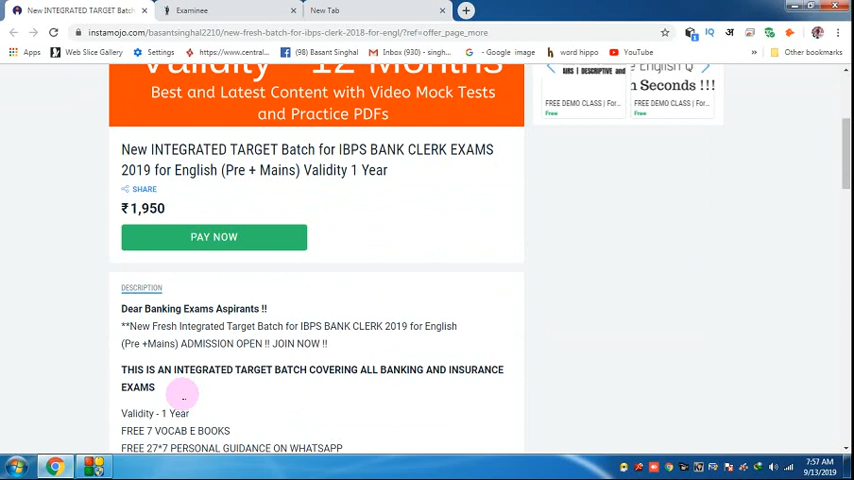 New INTEGRATED TARGET Batch
Examinee
New Tab
instamojo.com/basantsinghal2210/new-fresh-batch-for-ibps-clerk-2018-for-engl/?ref=offer_page_more
Apps
Web Slice Gallery
Settings
https://www.central...
(98) Basant Singhal
Inbox (930) - singh...
- Google image
word hippo
YouTube
Other bookmarks
Validity - 12 Months
Best and Latest Content with Video Mock Tests
and Practice PDFs
English Q
AIRS | DESCRIPTIVE and
n Seconds !!!
FREE DEMO CLASS | For...
Free
FREE DEMO CLASS | For...
Free
New INTEGRATED TARGET Batch for IBPS BANK CLERK EXAMS
2019 for English (Pre + Mains) Validity 1 Year
SHARE
₹1,950
PAY NOW
DESCRIPTION
Dear Banking Exams Aspirants !!
**New Fresh Integrated Target Batch for IBPS BANK CLERK 2019 for English
(Pre +Mains) ADMISSION OPEN !! JOIN NOW !!
THIS IS AN INTEGRATED TARGET BATCH COVERING ALL BANKING AND INSURANCE
EXAMS
Validity - 1 Year
FREE 7 VOCAB E BOOKS
FREE 27*7 PERSONAL GUIDANCE ON WHATSAPP
7:57 AM
9/13/2019